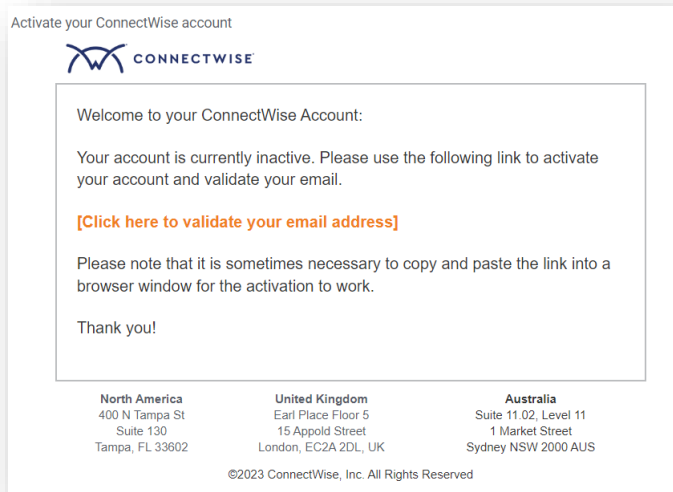 Activate your ConnectWise account
CONNECTWISE
Welcome to your ConnectWise Account:
Your account is currently inactive. Please use the following link to activate
your account and validate your email.
[Click here to validate your email address]
Please note that it is sometimes necessary to copy and paste the link into a
browser window for the activation to work.
Thank you!
North America
400 N Tampa St
Suite 130
Tampa, FL 33602
United Kingdom
Earl Place Floor 5
15 Appold Street
London, EC2A 2DL, UK
Australia
Suite 11.02, Level 11
1 Market Street
Sydney NSW 2000 AUS
©2023 ConnectWise, Inc. All Rights Reserved